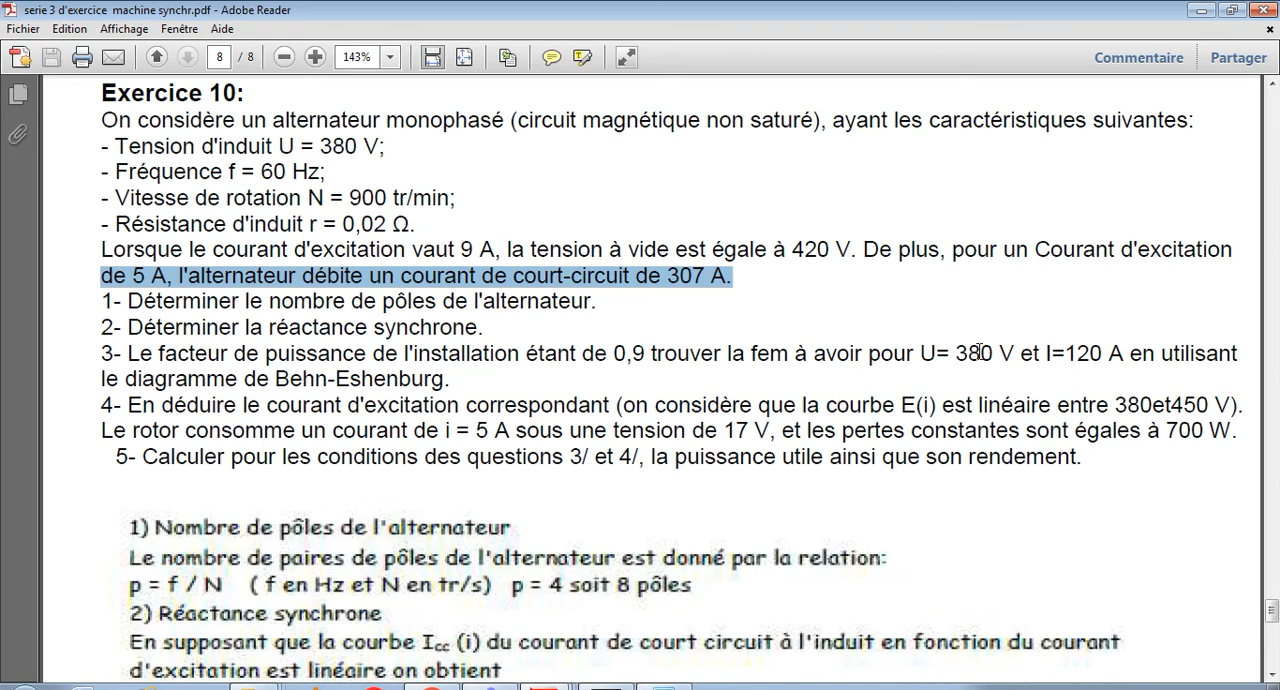 serie 3 d'exercice machine synchr.pdf - Adobe Reader
Fichier Edition Affichage Fenêtre Aide
8 / 8 143% Commentaire Partager
Exercice 10:
On considère un alternateur monophasé (circuit magnétique non saturé), ayant les caractéristiques suivantes:
- Tension d'induit U = 380 V;
- Fréquence f = 60 Hz;
- Vitesse de rotation N = 900 tr/min;
- Résistance d'induit r = 0,02 Ω.
Lorsque le courant d'excitation vaut 9 A, la tension à vide est égale à 420 V. De plus, pour un Courant d'excitation
de 5 A, l'alternateur débite un courant de court-circuit de 307 A.
1- Déterminer le nombre de pôles de l'alternateur.
2- Déterminer la réactance synchrone.
3- Le facteur de puissance de l'installation étant de 0,9 trouver la fem à avoir pour U= 380 V et I=120 A en utilisant
le diagramme de Behn-Eshenburg.
4- En déduire le courant d'excitation correspondant (on considère que la courbe E(i) est linéaire entre 380et450 V).
Le rotor consomme un courant de i = 5 A sous une tension de 17 V, et les pertes constantes sont égales à 700 W.
5- Calculer pour les conditions des questions 3/ et 4/, la puissance utile ainsi que son rendement.
1) Nombre de pôles de l'alternateur
Le nombre de paires de pôles de l'alternateur est donné par la relation:
p = f / N ( f en Hz et N en tr/s) p = 4 soit 8 pôles
2) Réactance synchrone
En supposant que la courbe Icc (i) du courant de court circuit à l'induit en fonction du courant
d'excitation est linéaire on obtient